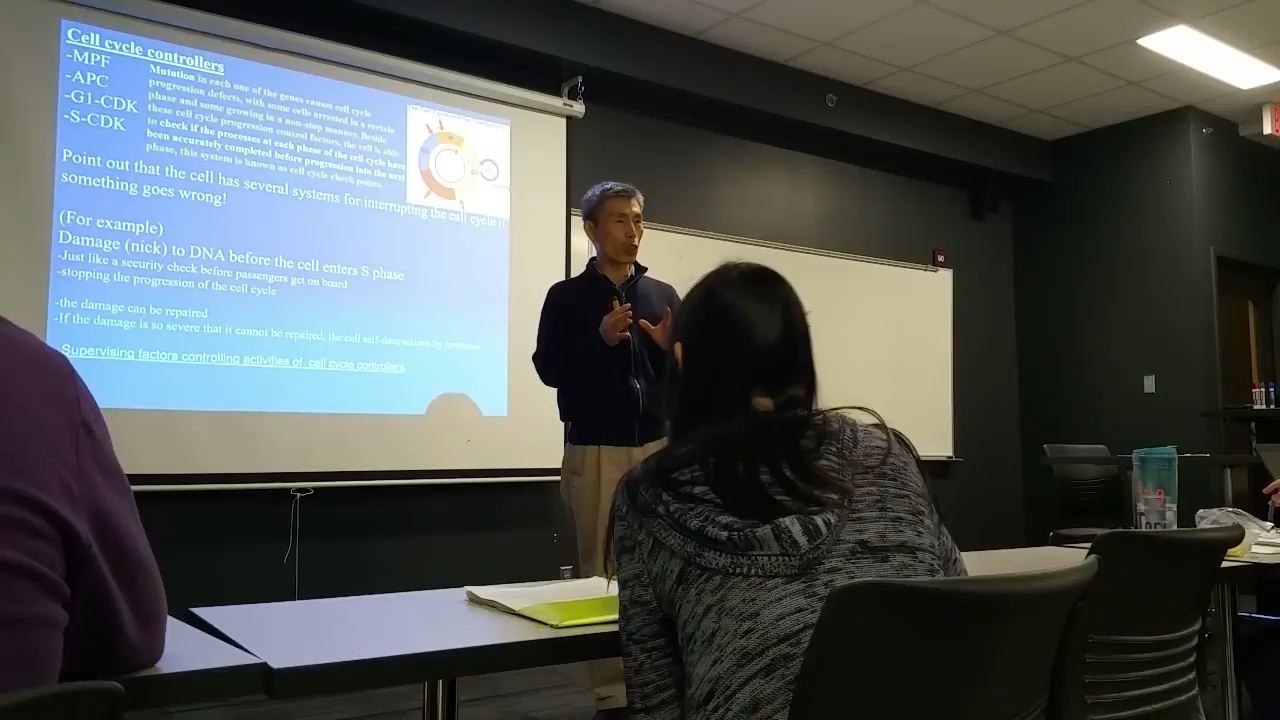 Cell cycle controllers
-MPF
-APC
-G1-CDK
-S-CDK
Mutation in each one of the genes causes cell cycle
progression defects, with some cells arrested in a certain
phase and some growing in a non-stop manner. Beside
these cell cycle progression control factors, the cell is able
to check if the processes at each phase of the cell cycle have
been accurately completed before progression into the next
phase, this system is known as cell cycle check points.
Point out that the cell has several systems for interrupting the cell cycle if
something goes wrong!
(For example)
Damage (nick) to DNA before the cell enters S phase
-Just like a security check before passengers get on board
-stopping the progression of the cell cycle
-the damage can be repaired
-If the damage is so severe that it cannot be repaired, the cell self-destructions by apoptosis
Supervising factors controlling activities of cell cycle controllers
60